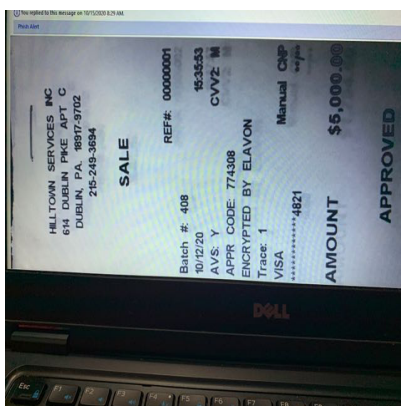 You replied to this message on 10/15/2020 8:29 AM.
Phish Alert
HILLTOWN SERVICES INC
614 DUBLIN PIKE APT C
DUBLIN, PA. 18917-9702
215-249-3694
SALE
REF#: 00000001
Batch #: 408
10/12/20 15:35:53
AVS: Y CVV2: M
APPR CODE: 774308
ENCRYPTED BY ELAVON
Trace: 1
VISA Manual CNP
************4821 **/**
AMOUNT $5,000.00
APPROVED
DELL
Esc
F1
F2
F3
F4
F5
F6
F7
F8